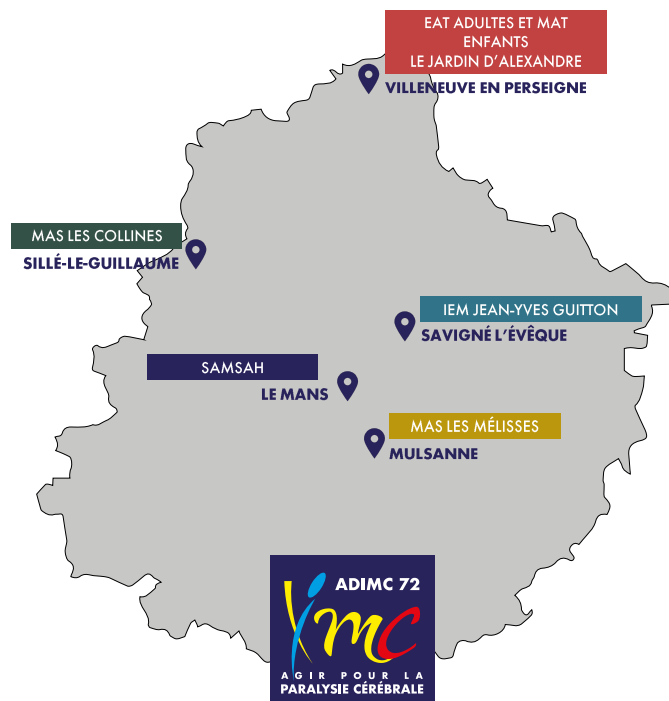 EAT ADULTES ET MAT
ENFANTS
LE JARDIN D'ALEXANDRE
VILLENEUVE EN PERSEIGNE
MAS LES COLLINES
SILLÉ-LE-GUILLAUME
IEM JEAN-YVES GUITTON
SAVIGNÉ L'ÉVÊQUE
SAMSAH
LE MANS
MAS LES MÉLISSES
MULSANNE
ADIMC 72
imc
AGIR POUR LA
PARALYSIE CÉRÉBRALE